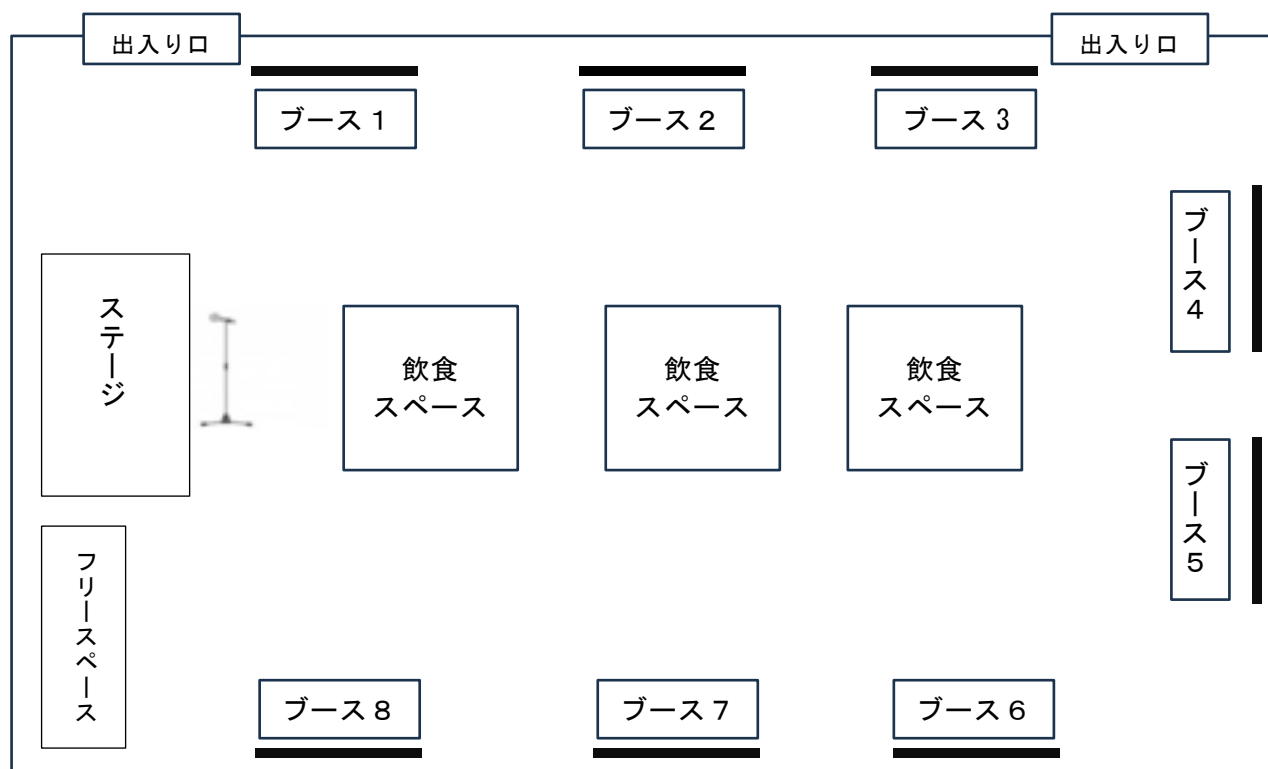 出入り口
出入り口
ブース１
ブース２
ブース３
ブース４
ステージ
飲食
スペース
飲食
スペース
飲食
スペース
ブース５
フリースペース
ブース８
ブース７
ブース６